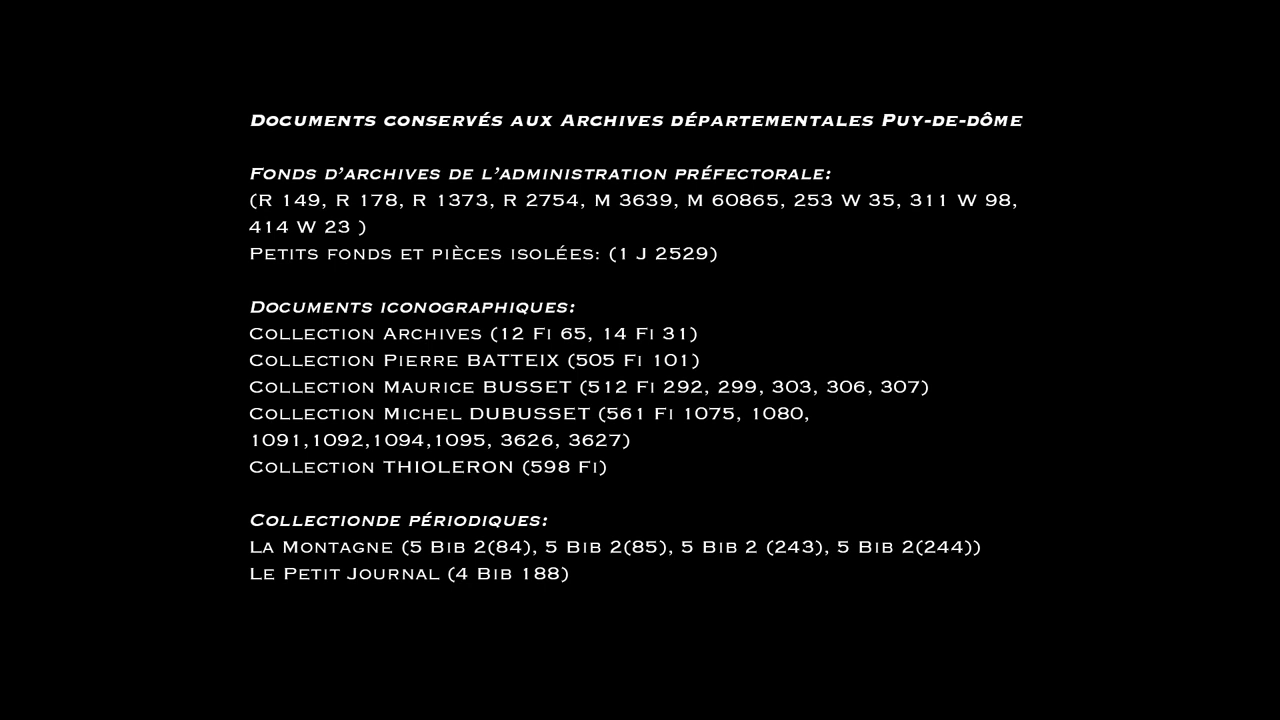 Documents conservés aux Archives départementales Puy-de-dôme
Fonds d’archives de l’administration préfectorale:
(R 149, R 178, R 1373, R 2754, M 3639, M 60865, 253 W 35, 311 W 98,
414 W 23 )
Petits fonds et pièces isolées: (1 J 2529)
Documents iconographiques:
Collection Archives (12 Fi 65, 14 Fi 31)
Collection Pierre BATTEIX (505 Fi 101)
Collection Maurice BUSSET (512 Fi 292, 299, 303, 306, 307)
Collection Michel DUBUSSET (561 Fi 1075, 1080,
1091,1092,1094,1095, 3626, 3627)
Collection THIOLERON (598 Fi)
Collectionde périodiques:
La Montagne (5 Bib 2(84), 5 Bib 2(85), 5 Bib 2 (243), 5 Bib 2(244))
Le Petit Journal (4 Bib 188)